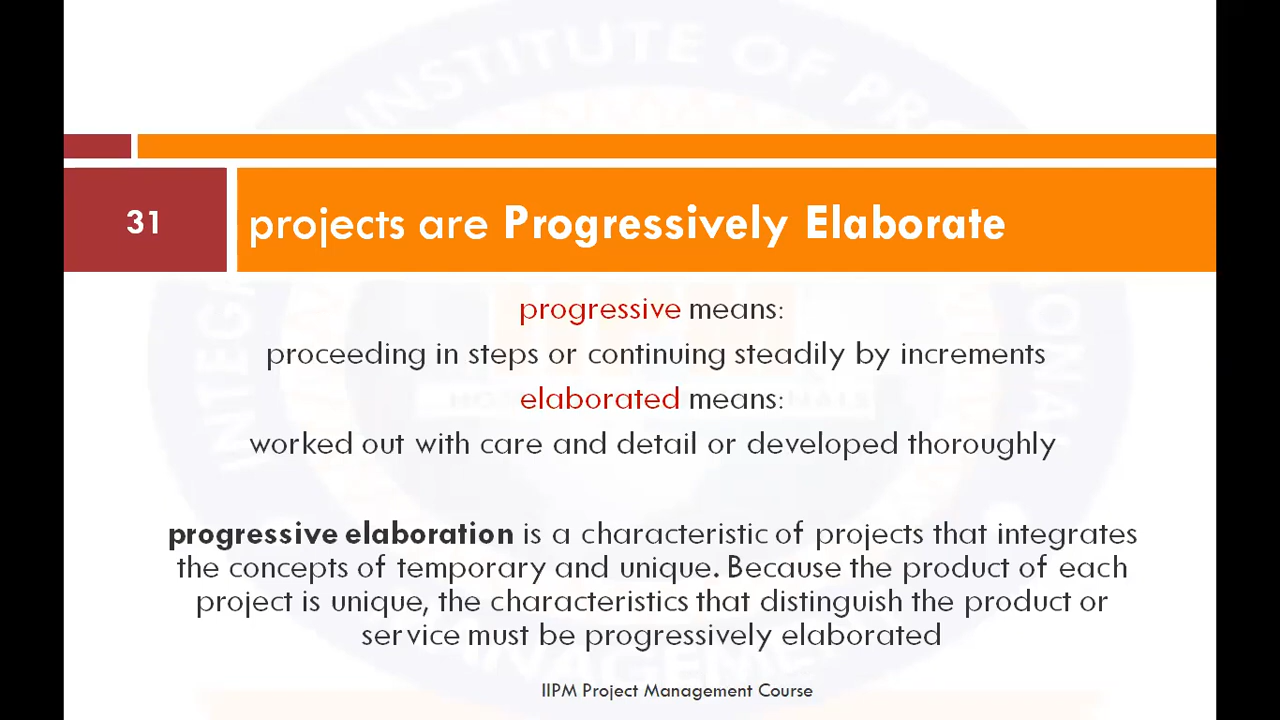 INSTITUTE OF PRO
31
projects are Progressively Elaborate
progressive means:
proceeding in steps or continuing steadily by increments
elaborated means:
worked out with care and detail or developed thoroughly
progressive elaboration is a characteristic of projects that integrates
the concepts of temporary and unique. Because the product of each
project is unique, the characteristics that distinguish the product or
service must be progressively elaborated
IIPM Project Management Course